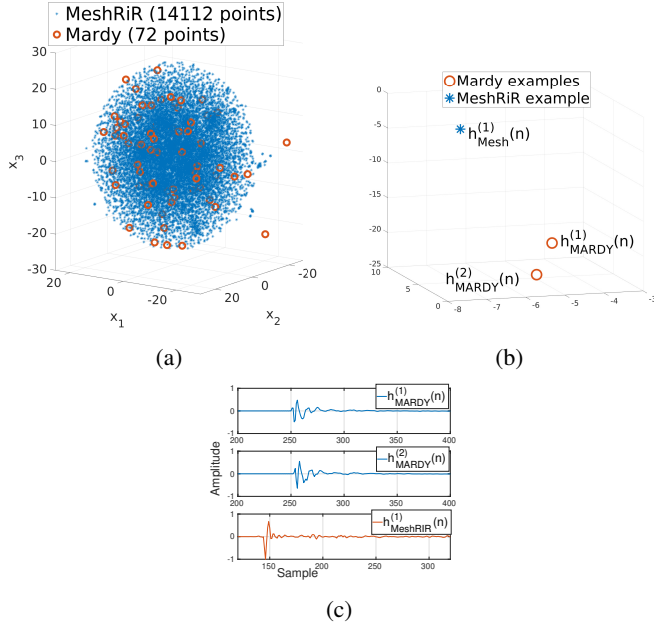 MeshRiR (14112 points)
Mardy (72 points)
30
20
10
0
-10
-20
-30
x3
20
0
-20
x1
20
0
-20
x2
(a)
Mardy examples
MeshRiR example
0
-5
-10
-15
-20
-25
10
5
0
-8
-7
-6
-5
-4
-3
h(1)Mesh(n)
h(1)MARDY(n)
h(2)MARDY(n)
(b)
1
0
-1
200
250
300
350
400
h(1)MARDY(n)
Amplitude
1
0
-1
200
250
300
350
400
h(2)MARDY(n)
1
0
-1
150
200
250
300
h(1)MeshRIR(n)
Sample
(c)